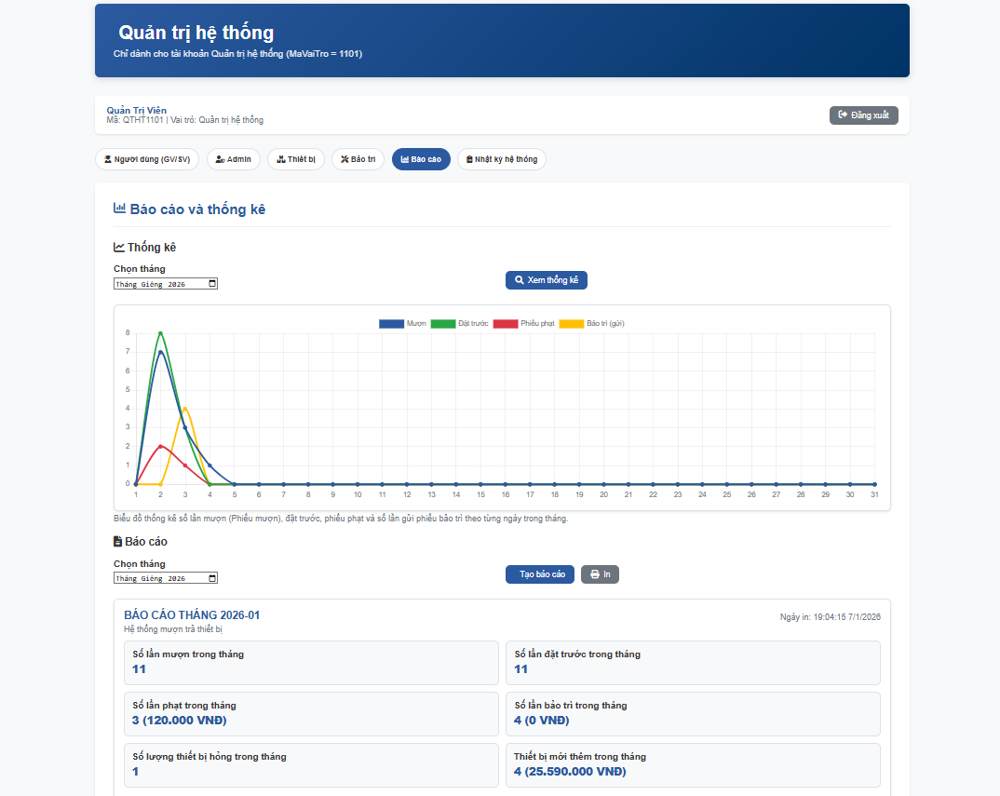 Quản trị hệ thống
Chỉ dành cho tài khoản Quản trị hệ thống (MaVaiTro = 1101)
Quản Trị Viên
Mã: QTHT1101 | Vai trò: Quản trị hệ thống
Đăng xuất
Người dùng (GV/SV) Admin Thiết bị Bảo trì Báo cáo Nhật ký hệ thống
Báo cáo và thống kê
Thống kê
Chọn tháng
Tháng Giêng 2026
Xem thống kê
Mượn Đặt trước Phiếu phạt Bảo trì (gửi)
8
7
6
5
4
3
2
1
0
1 2 3 4 5 6 7 8 9 10 11 12 13 14 15 16 17 18 19 20 21 22 23 24 25 26 27 28 29 30 31
Biểu đồ thống kê số lần mượn (Phiếu mượn), đặt trước, phiếu phạt và số lần gửi phiếu bảo trì theo từng ngày trong tháng.
Báo cáo
Chọn tháng
Tháng Giêng 2026
Tạo báo cáo In
BÁO CÁO THÁNG 2026-01
Ngày in: 19:04:15 7/1/2026
Hệ thống mượn trả thiết bị
Số lần mượn trong tháng
11
Số lần đặt trước trong tháng
11
Số lần phạt trong tháng
3 (120.000 VNĐ)
Số lần bảo trì trong tháng
4 (0 VNĐ)
Số lượng thiết bị hỏng trong tháng
1
Thiết bị mới thêm trong tháng
4 (25.590.000 VNĐ)